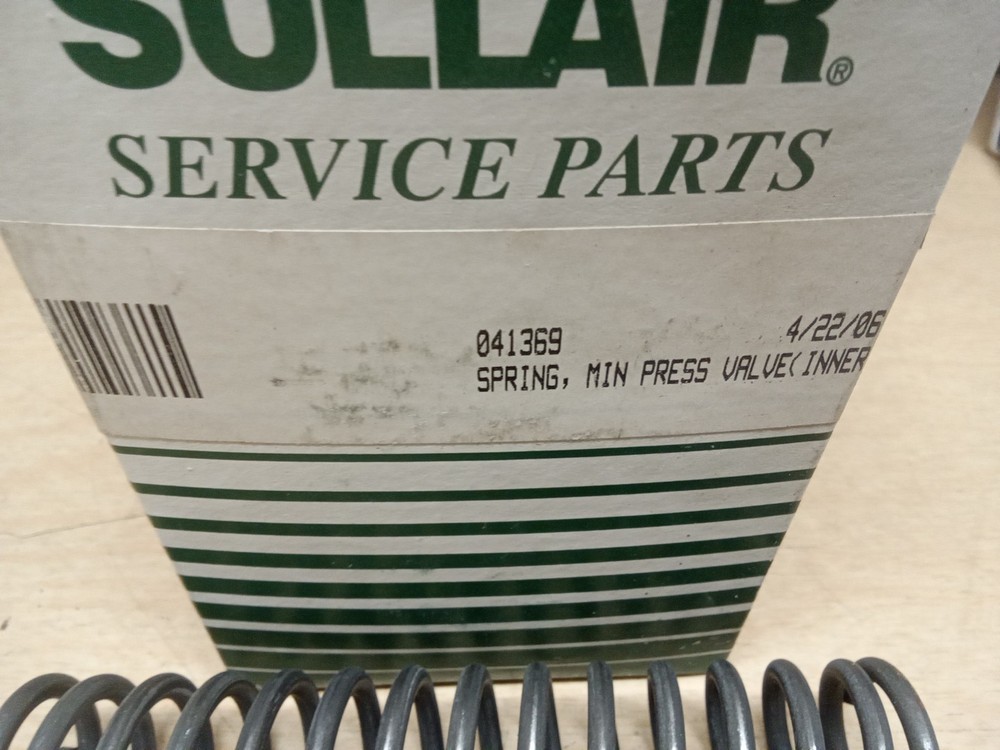 SULLAIR®
SERVICE PARTS
041369 4/22/06
SPRING, MIN PRESS VALVE(INNER